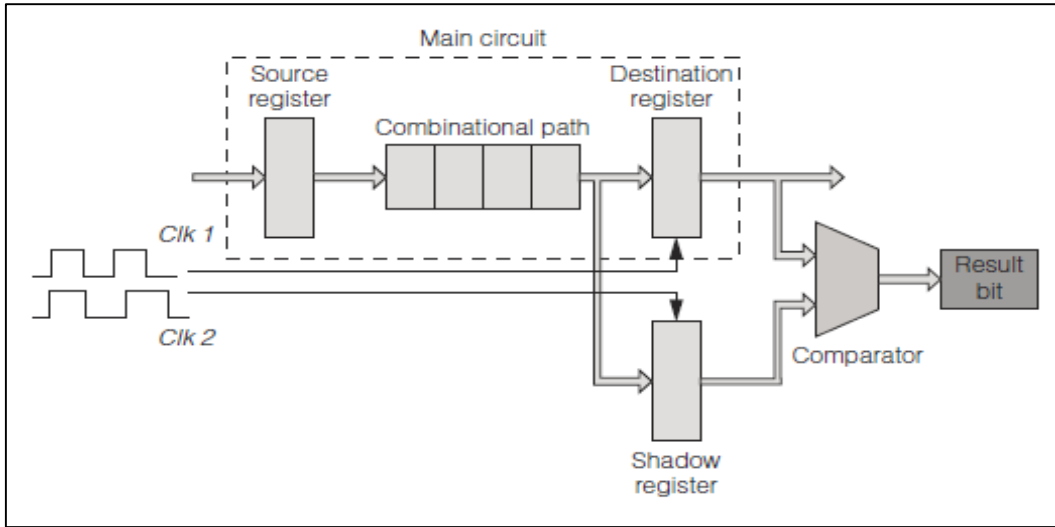 Main circuit
Source
register
Destination
register
Combinational path
Clk 1
Clk 2
Result
bit
Comparator
Shadow
register